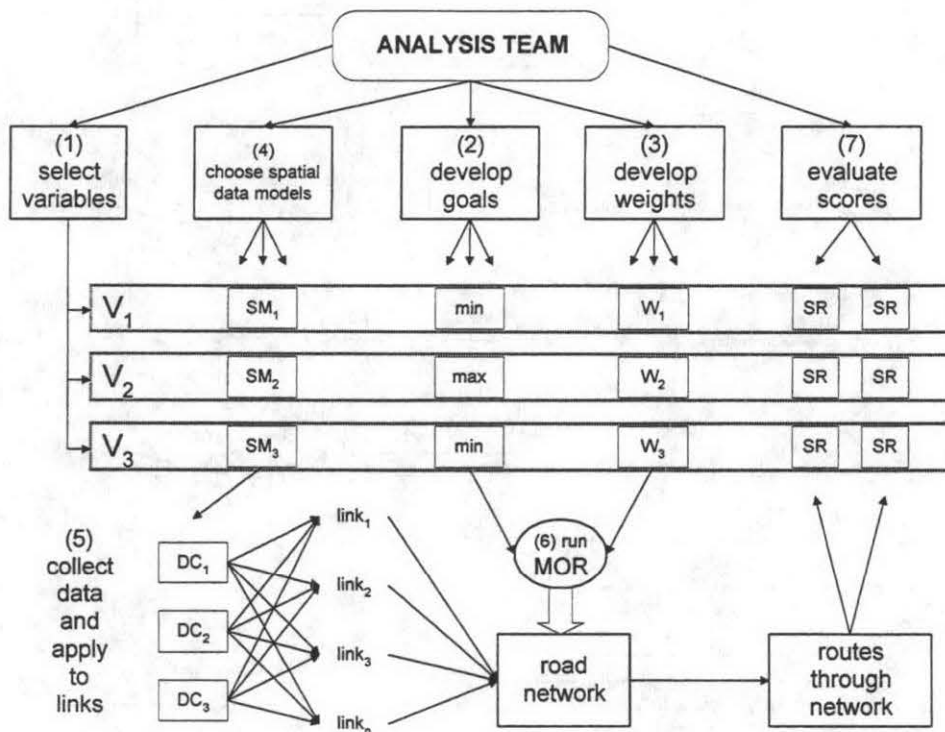 ANALYSIS TEAM
(1)
select
variables
(4)
choose spatial
data models
(2)
develop
goals
(3)
develop
weights
(7)
evaluate
scores
V₁ SM₁ min W₁ SR SR
V₂ SM₂ max W₂ SR SR
V₃ SM₃ min W₃ SR SR
(5)
collect
data
and
apply
to
links
DC₁
DC₂
DC₃
link₁
link₂
link₃
(6) run
MOR
road
network
routes
through
network